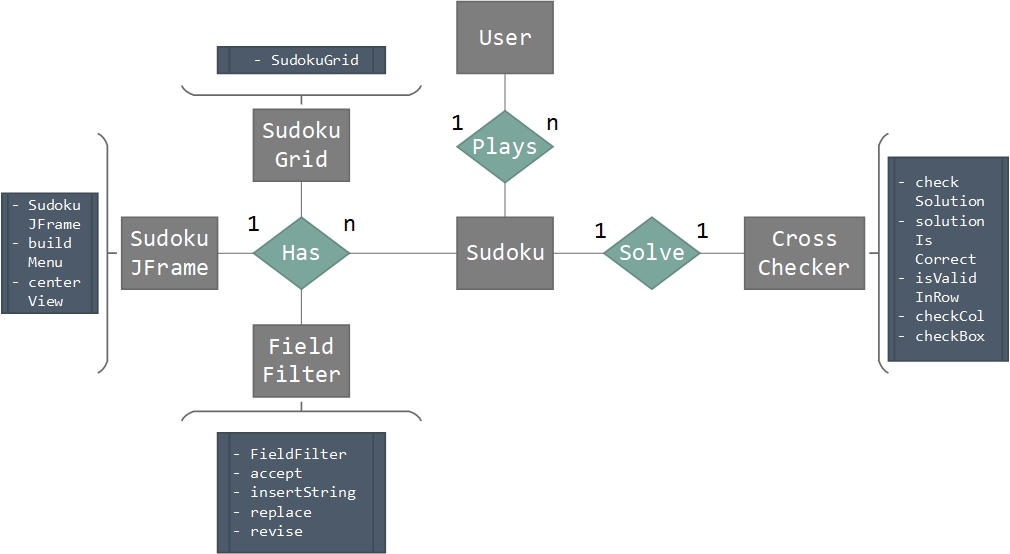 User
- SudokuGrid
1
n
Plays
Sudoku
Grid
- Sudoku
JFrame
- build
Menu
- center
View
Sudoku
JFrame
1
n
Has
Sudoku
1
1
Solve
Cross
Checker
- check
Solution
- solution
Is
Correct
- isValid
InRow
- checkCol
- checkBox
Field
Filter
- FieldFilter
- accept
- insertString
- replace
- revise